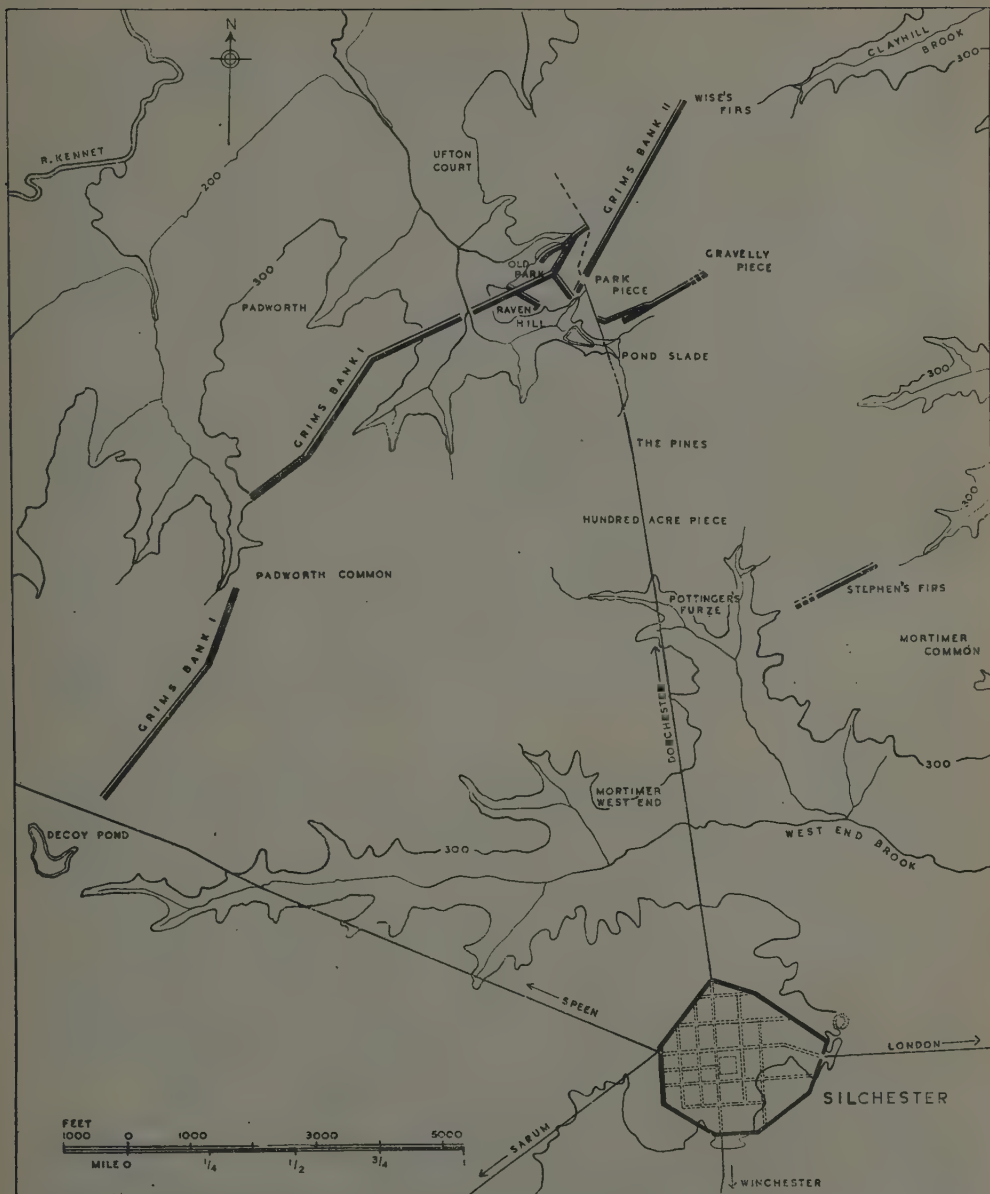 N
CLAYHILL
BROOK
300
WISE'S
FIRS
R. KENNET
UFTON
COURT
GRIMS BANK II
200
300
OLD
PARK
GRAVELLY
PIECE
PARK
PIECE
PADWORTH
RAVEN
HILL
POND SLADE
300
GRIMS BANK I
THE PINES
300
HUNDRED ACRE PIECE
PADWORTH COMMON
STEPHEN'S FIRS
POTTINGERS
FURZE
MORTIMER
COMMON
GRIMS BANK I
DORCHESTER
300
MORTIMER
WEST END
DECOY POND
300
WEST END BROOK
SPEEN
LONDON
SILCHESTER
FEET
1000 0 1000 3000 5000
MILE 0 1/4 1/2 3/4 1
SARUM
WINCHESTER